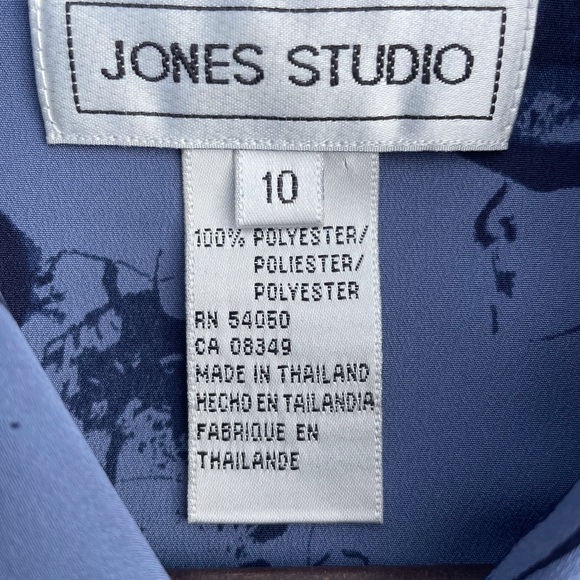 JONES STUDIO
10
100% POLYESTER/
POLIESTER/
POLYESTER
RN 54050
CA 08349
MADE IN THAILAND
HECHO EN TAILANDIA
FABRIQUE EN
THAILANDE